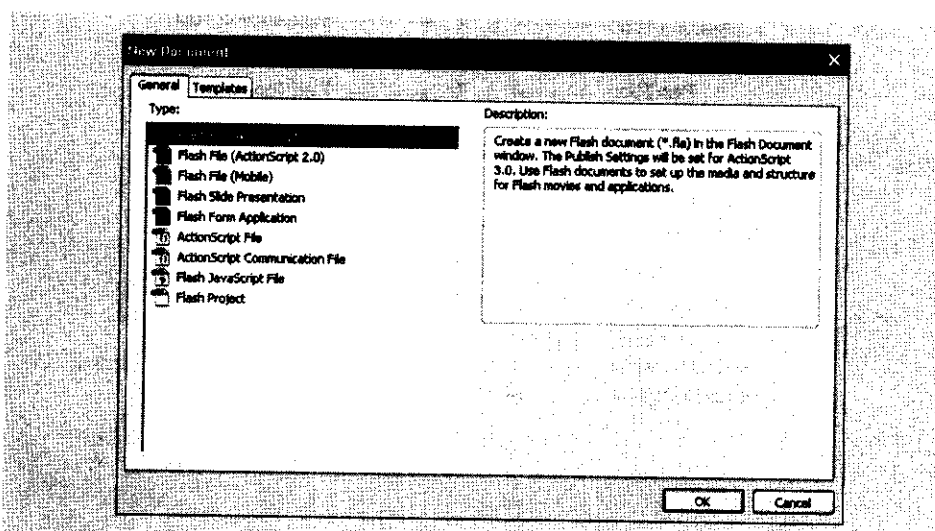 New Document
General
Templates
Type:
Flash File (ActionScript 2.0)
Flash File (Mobile)
Flash Slide Presentation
Flash Form Application
ActionScript File
ActionScript Communication File
Flash JavaScript File
Flash Project
Description:
Create a new Flash document (*.fla) in the Flash Document
window. The Publish Settings will be set for ActionScript
3.0. Use Flash documents to set up the media and structure
for Flash movies and applications.
OK
Cancel